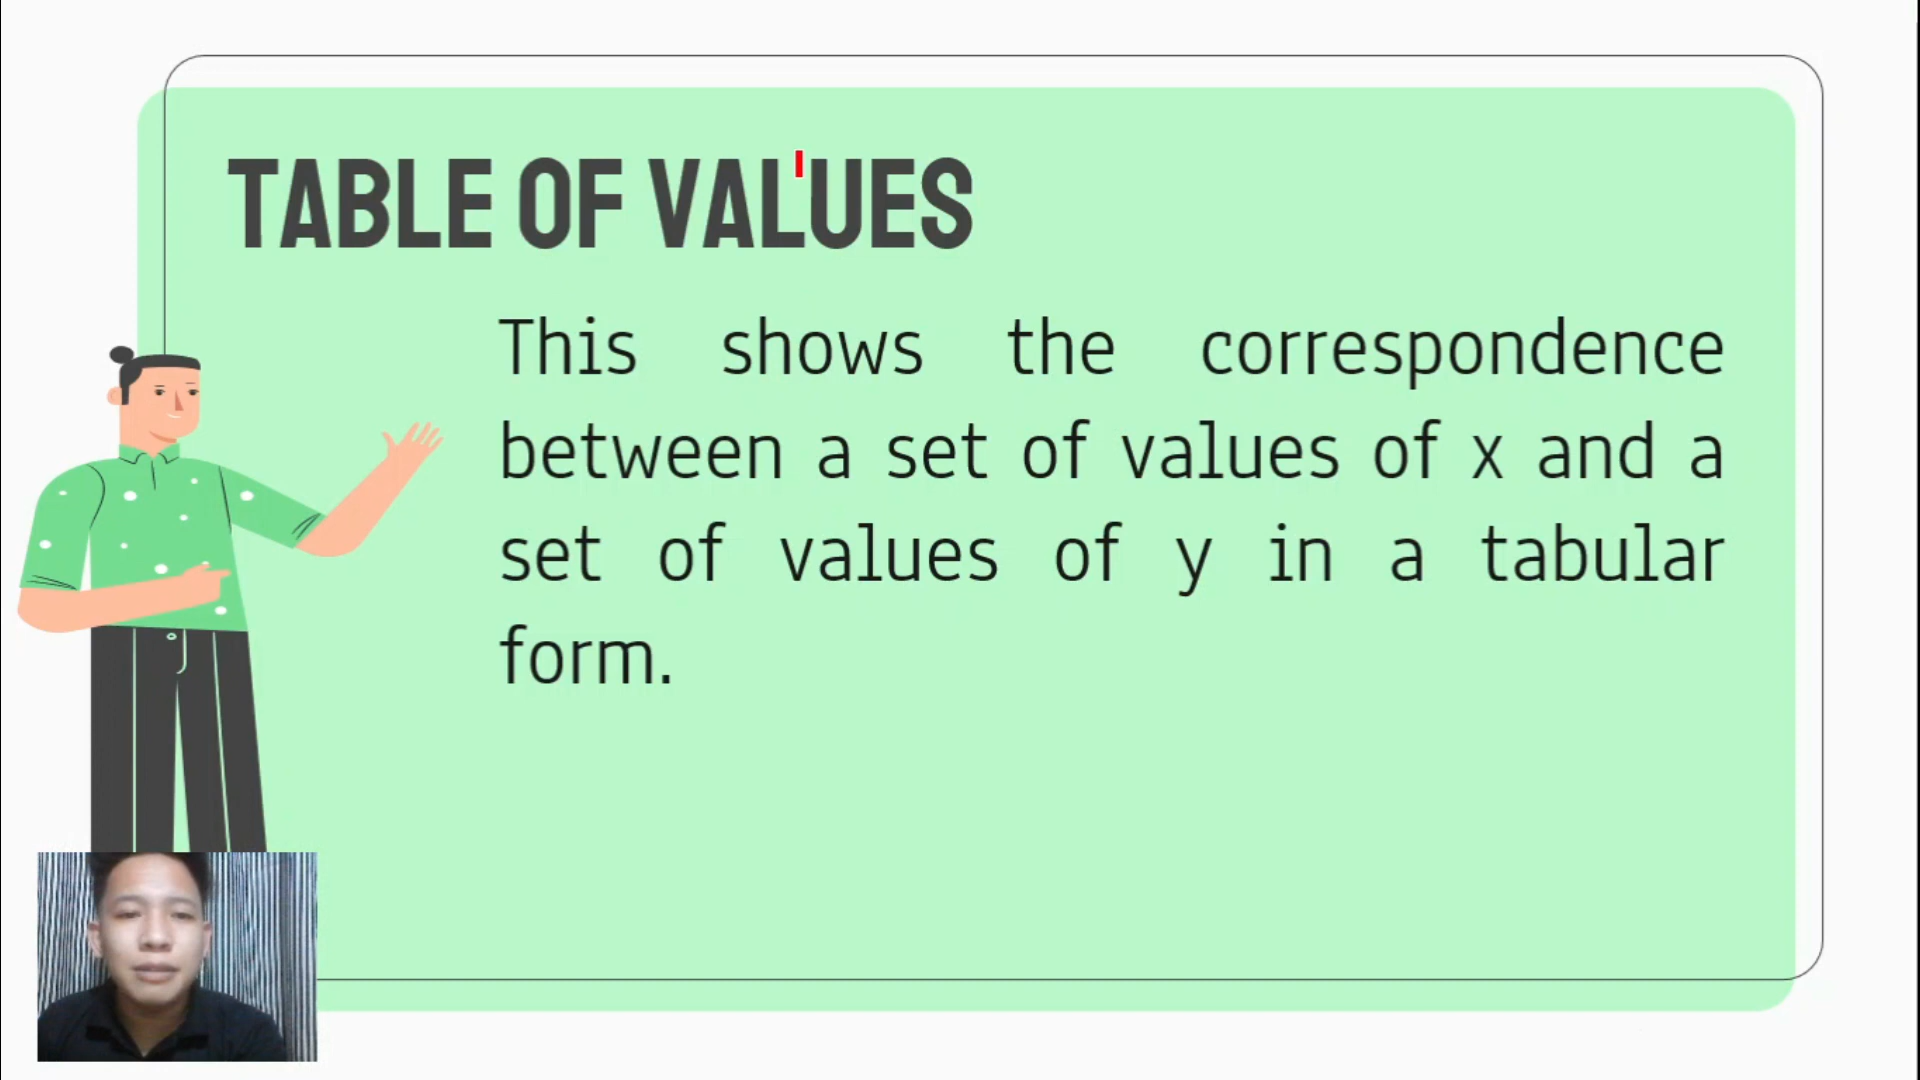 TABLE OF VALUES
This shows the correspondence
between a set of values of x and a
set of values of y in a tabular
form.